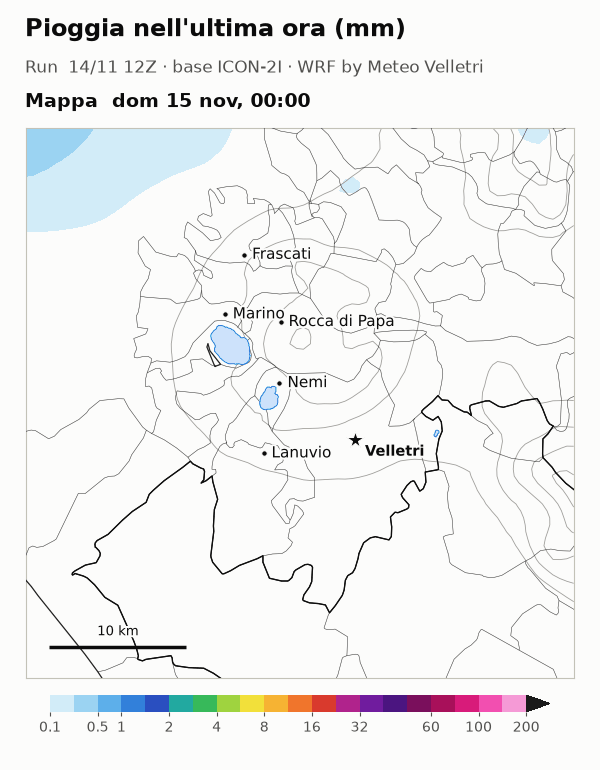 Pioggia nell'ultima ora (mm)
Run  14/11 12Z · base ICON-2I · WRF by Meteo Velletri
Mappa  dom 15 nov, 00:00
Frascati
Marino
Rocca di Papa
Nemi
Velletri
Lanuvio
10 km
0.1 0.5 1 2 4 8 16 32 60 100 200